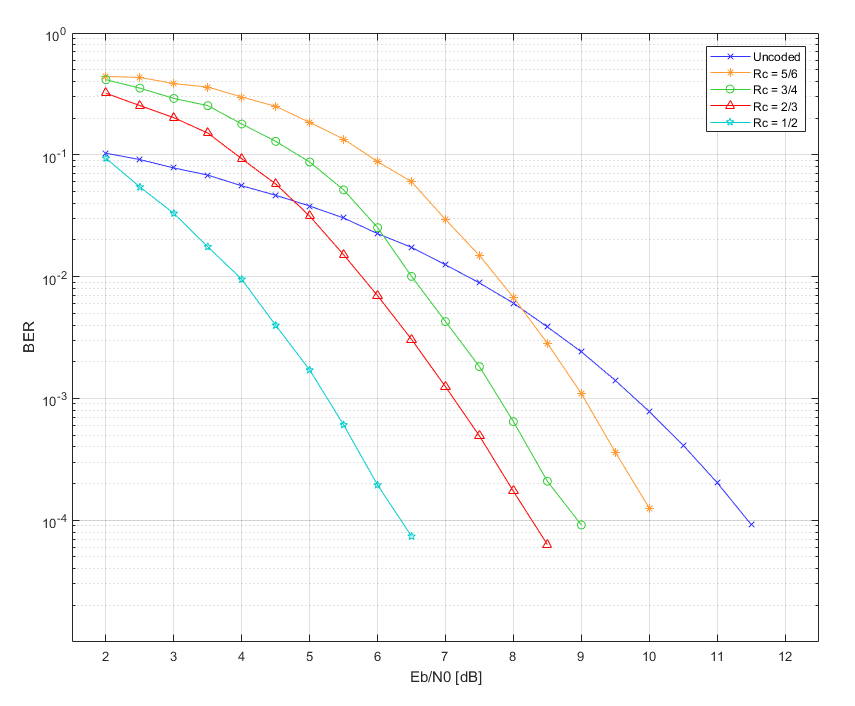 10^0
10^-1
10^-2
10^-3
10^-4
BER
2 3 4 5 6 7 8 9 10 11 12
Eb/N0 [dB]
Uncoded
Rc = 5/6
Rc = 3/4
Rc = 2/3
Rc = 1/2